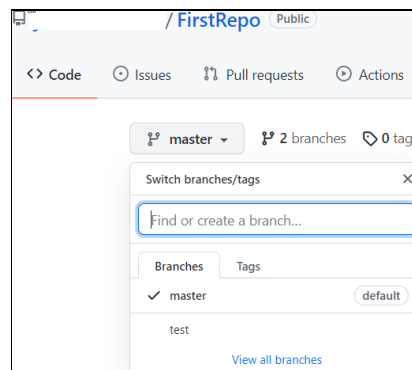 / FirstRepo Public
<> Code Issues Pull requests Actions
master 2 branches 0 tag
Switch branches/tags
Find or create a branch...
Branches Tags
master default
test
View all branches